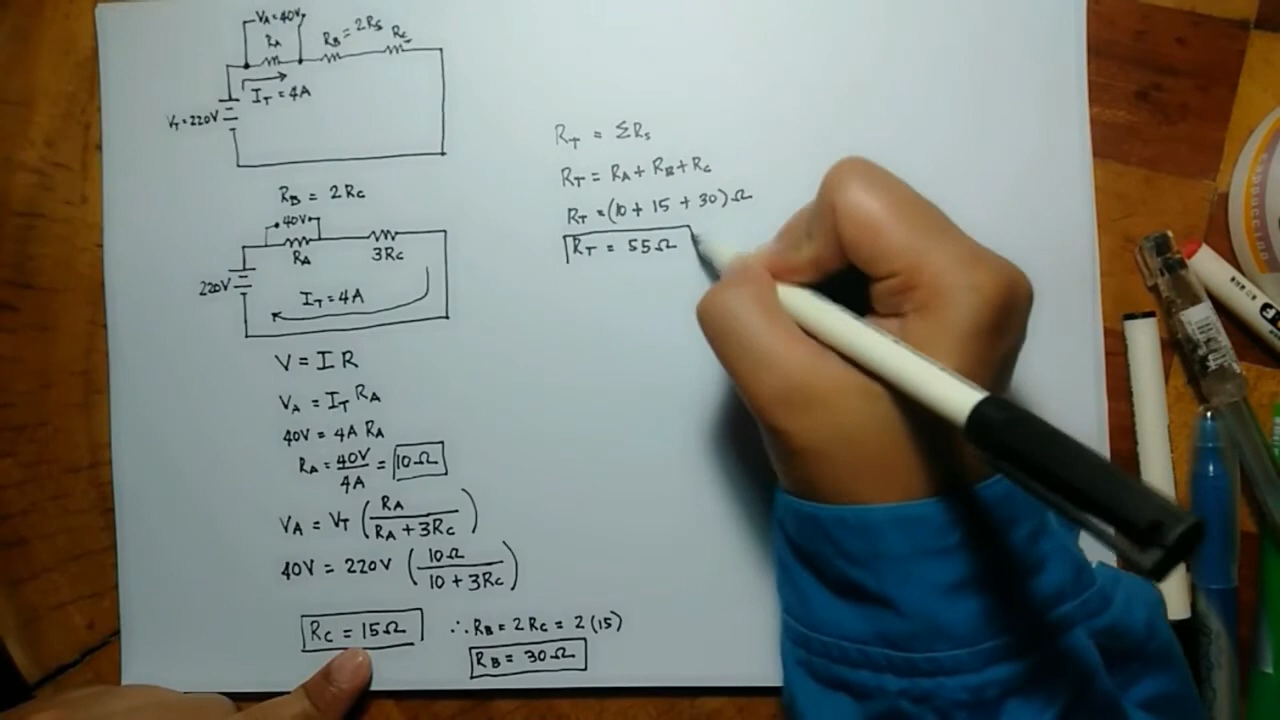 VA = 40V
RA
RB = 2Rs
Rc
IT = 4A
VT = 220V
RB = 2Rc
40V
RA
3Rc
220V
IT = 4A
V = I R
VA = IT RA
40V = 4A RA
RA = 40V/4A = 10Ω
VA = VT (RA/RA + 3Rc)
40V = 220V (10Ω/10 + 3Rc)
Rc = 15Ω
∴ RB = 2Rc = 2(15)
RB = 30Ω
RT = ΣRs
RT = RA + RB + Rc
RT = (10 + 15 + 30)Ω
RT = 55Ω